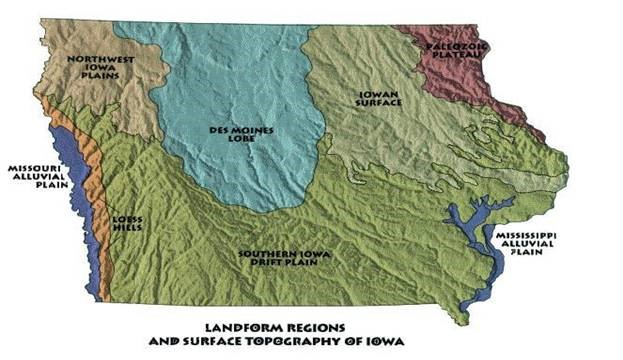 NORTHWEST
IOWA
PLAINS
PALEOZOIC
PLATEAU
IOWAN
SURFACE
DES MOINES
LOBE
MISSOURI
ALLUVIAL
PLAIN
LOESS
HILLS
SOUTHERN IOWA
DRIFT PLAIN
MISSISSIPPI
ALLUVIAL
PLAIN
LANDFORM REGIONS
AND SURFACE TOPOGRAPHY OF IOWA